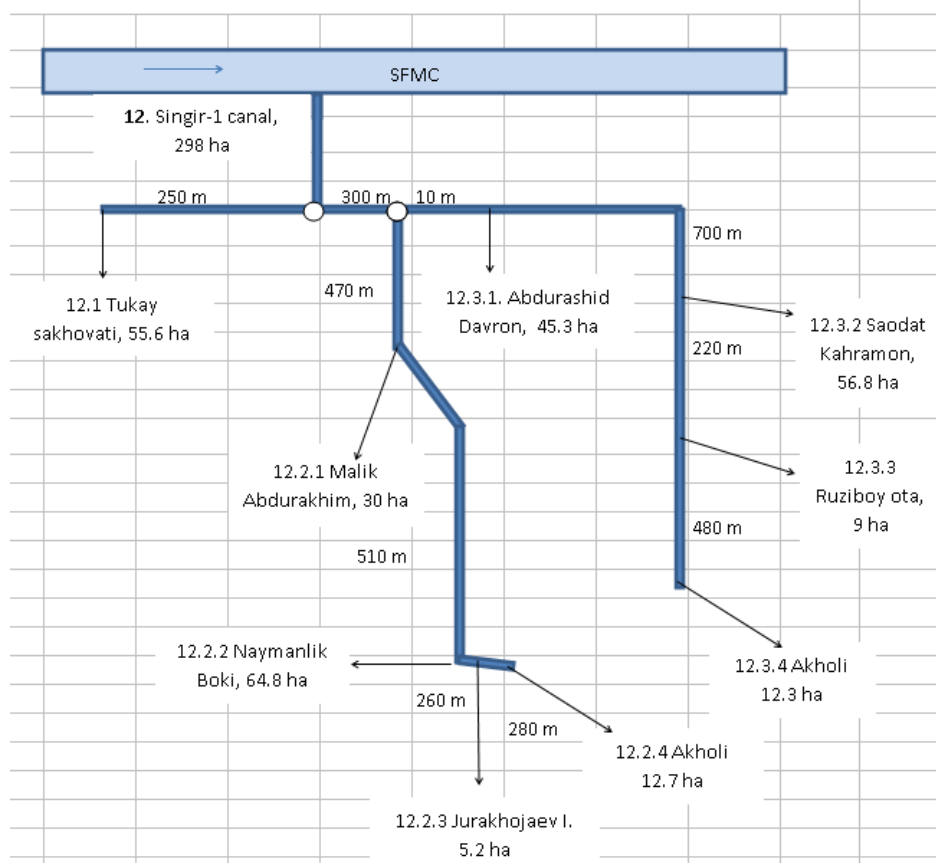 SFMC
12. Singir-1 canal,
298 ha
250 m
300 m
10 m
700 m
470 m
12.1 Tukay
sakhovati, 55.6 ha
12.3.1. Abdurashid
Davron, 45.3 ha
12.3.2 Saodat
Kahramon,
56.8 ha
220 m
12.2.1 Malik
Abdurakhim, 30 ha
12.3.3
Ruziboy ota,
9 ha
480 m
510 m
12.2.2 Naymanlik
Boki, 64.8 ha
12.3.4 Akholi
12.3 ha
260 m
280 m
12.2.4 Akholi
12.7 ha
12.2.3 Jurakhojaev I.
5.2 ha